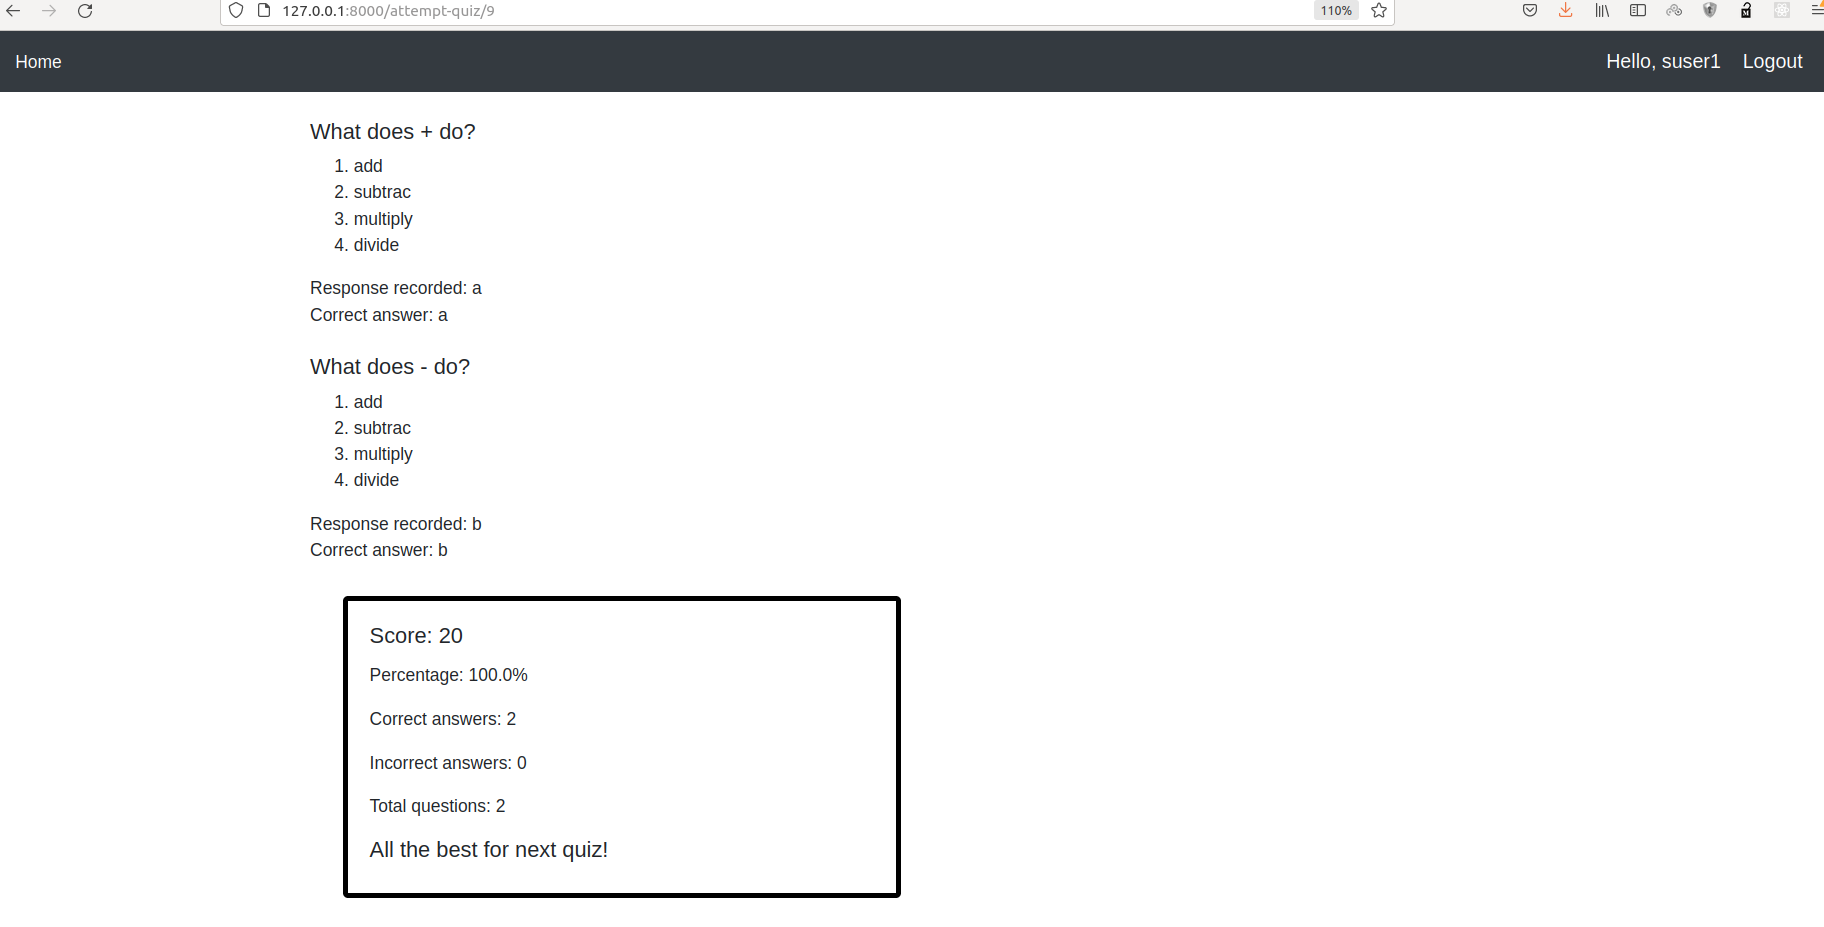 127.0.0.1:8000/attempt-quiz/9
110%
Home
Hello, suser1
Logout
What does + do?
1. add
2. subtrac
3. multiply
4. divide
Response recorded: a
Correct answer: a
What does - do?
1. add
2. subtrac
3. multiply
4. divide
Response recorded: b
Correct answer: b
Score: 20
Percentage: 100.0%
Correct answers: 2
Incorrect answers: 0
Total questions: 2
All the best for next quiz!